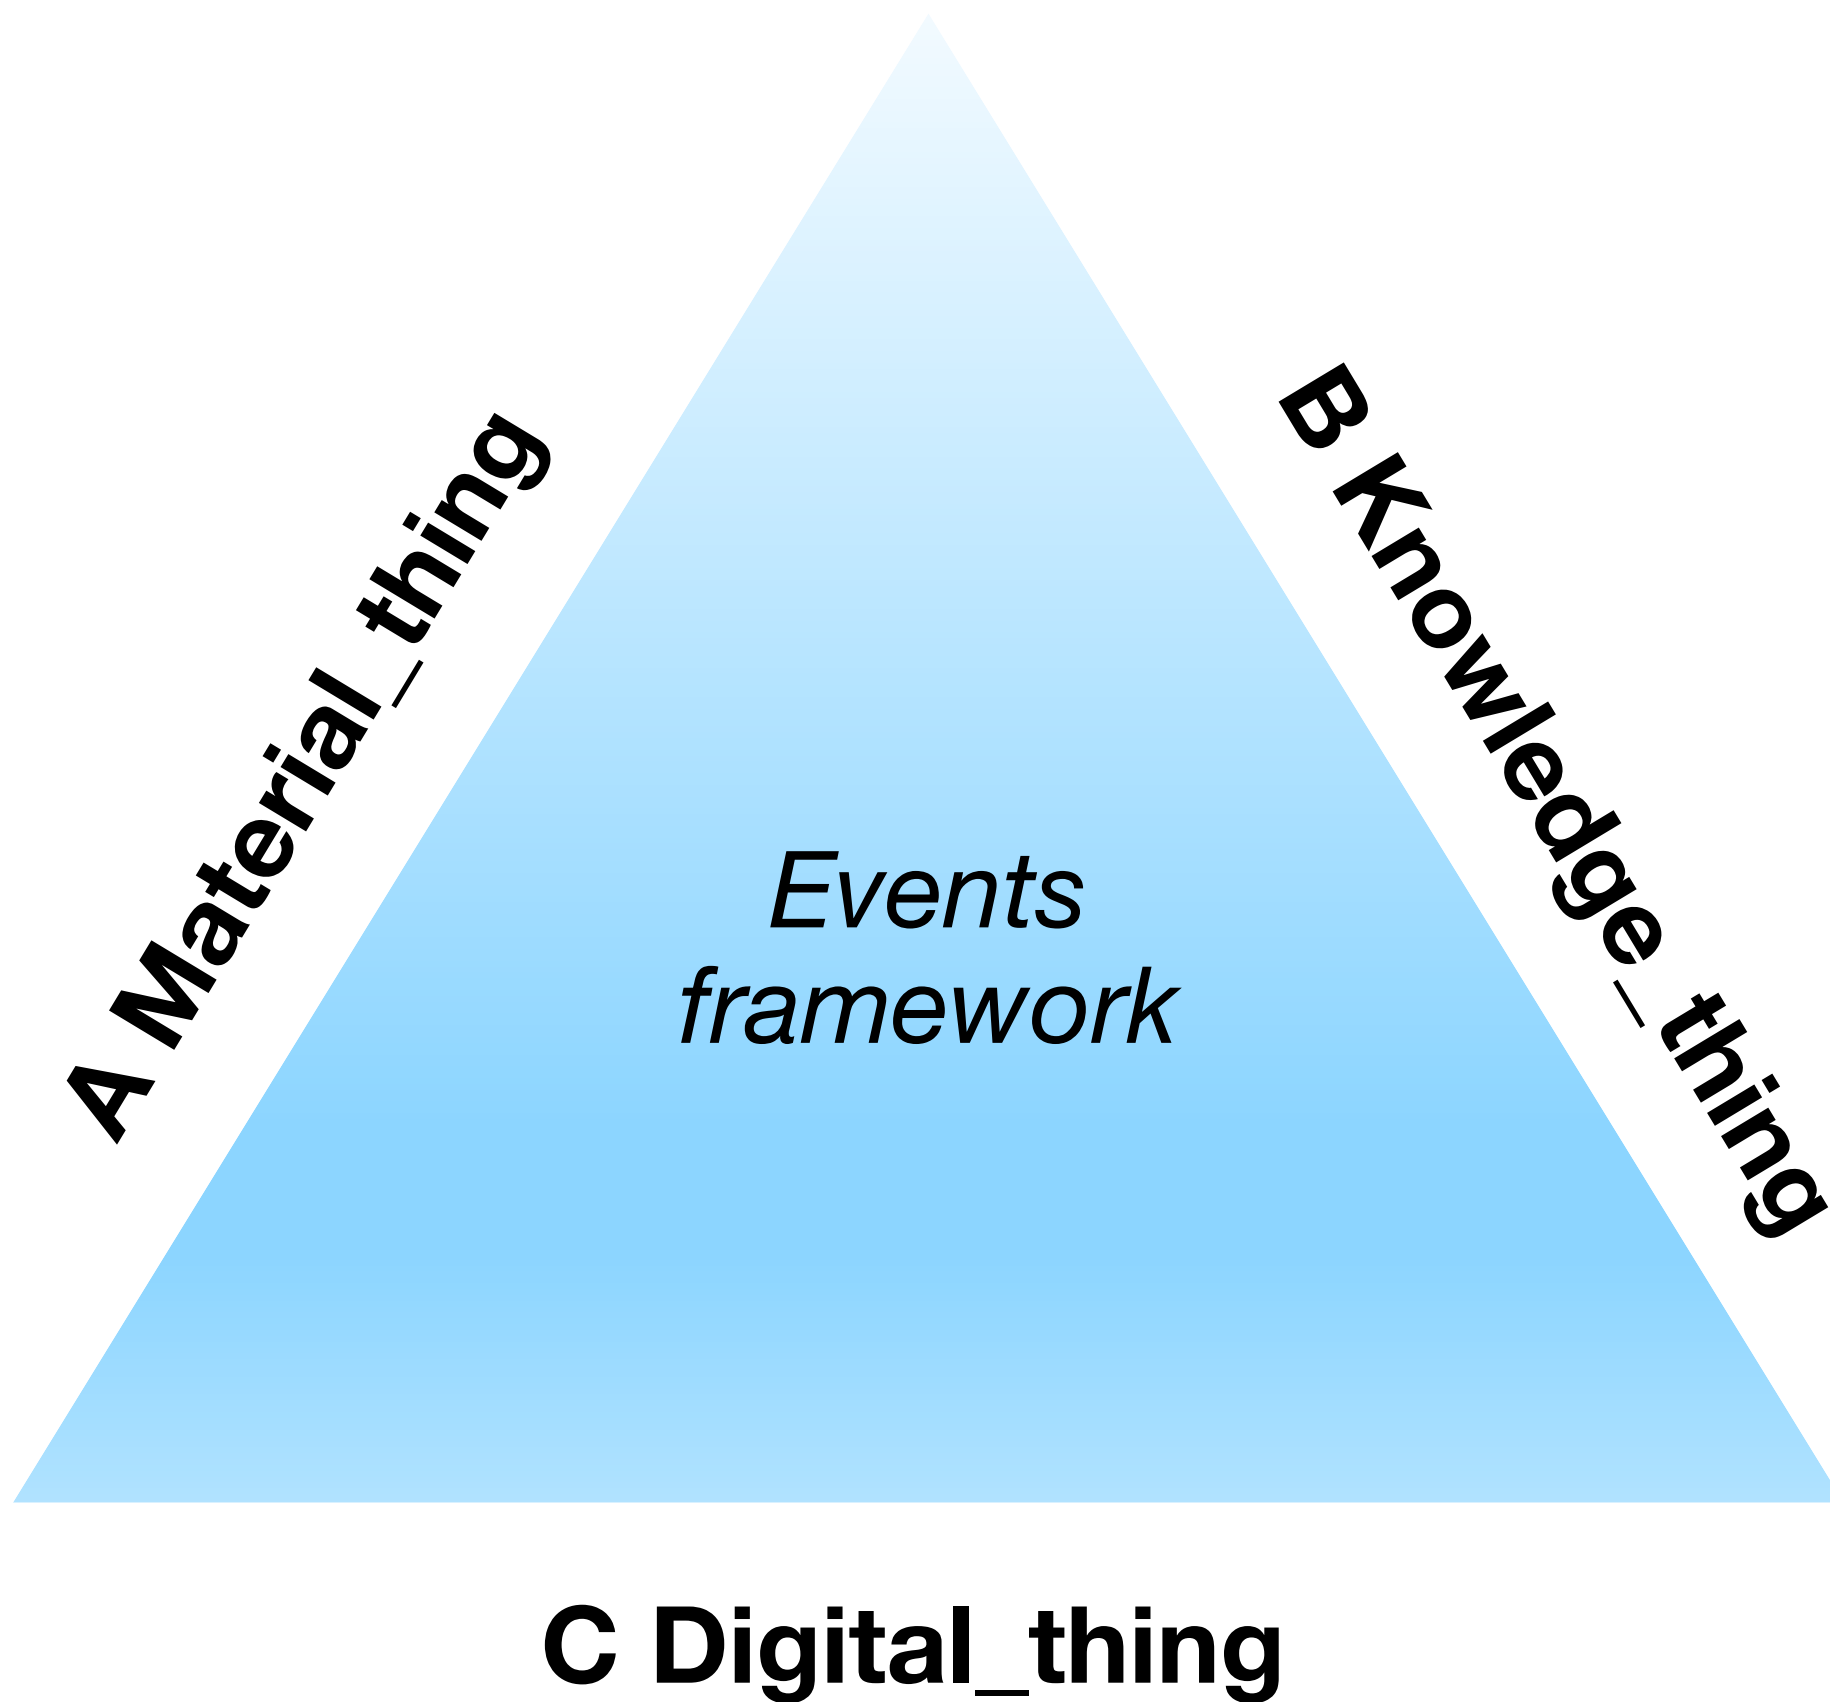 A Material_thing
B Knowledge_thing
Events
framework
C Digital_thing